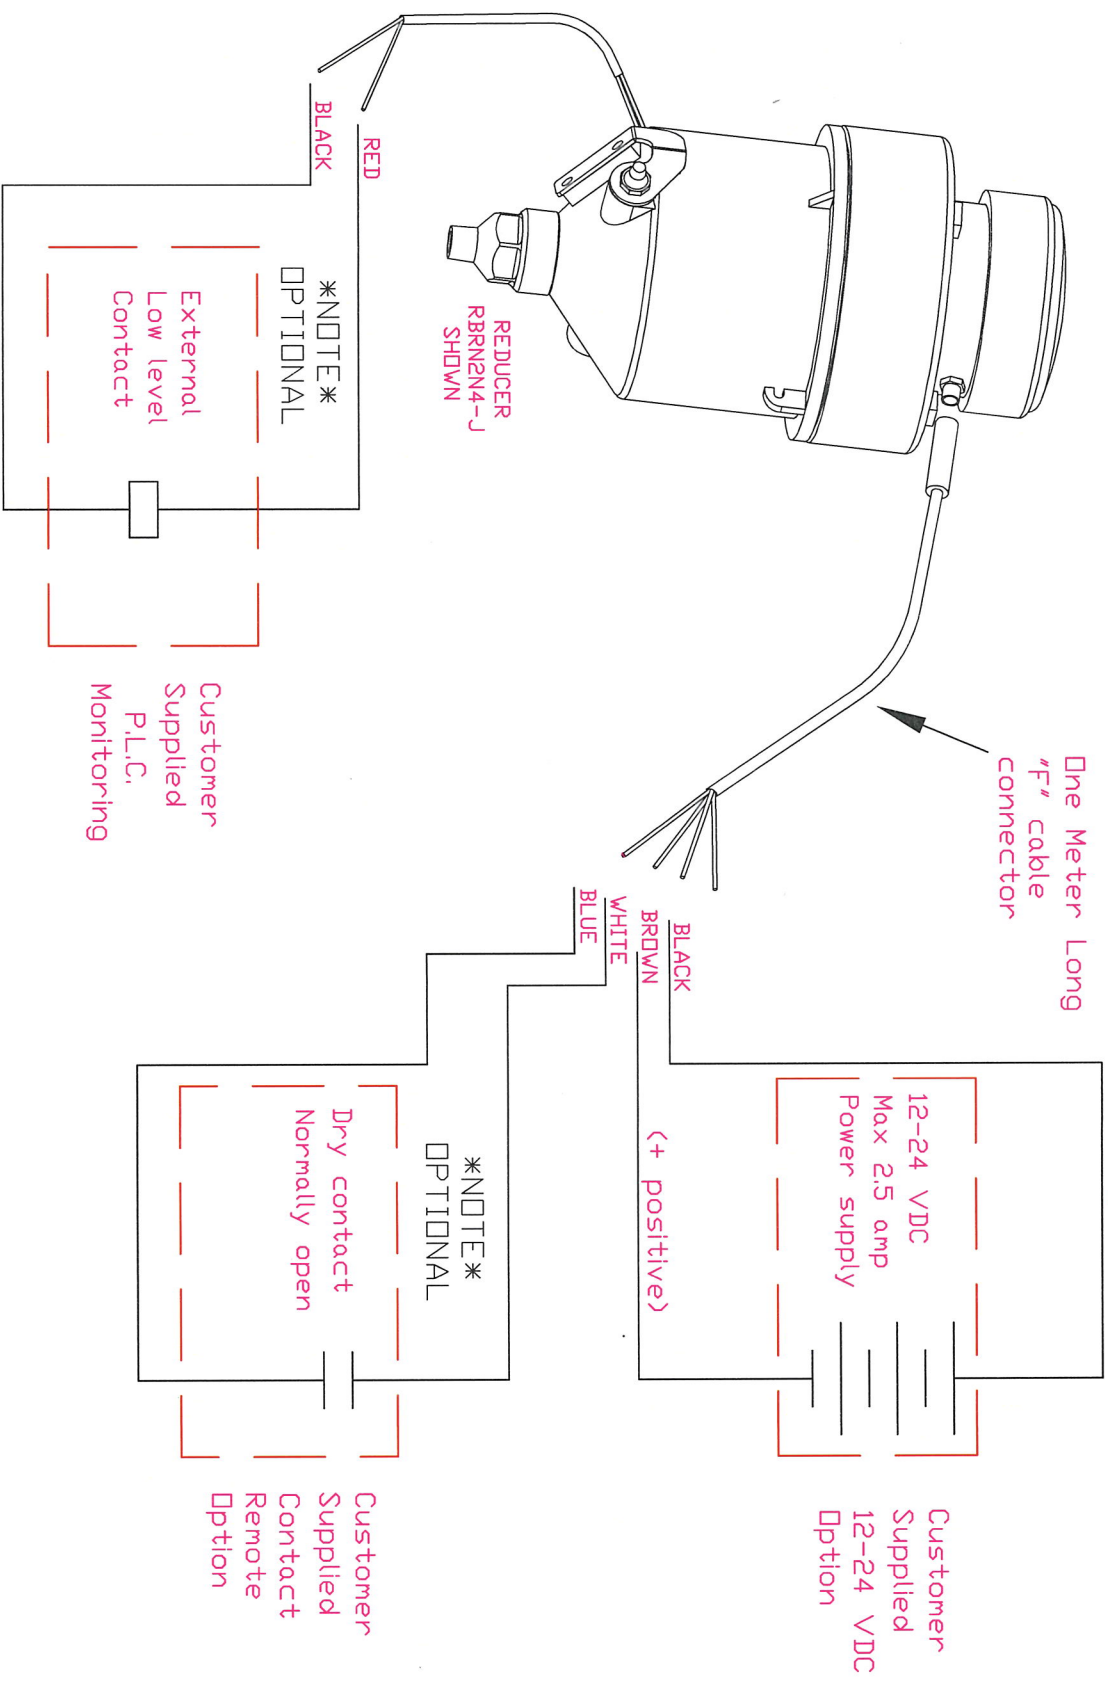 One Meter Long
"F" cable
connector
REDUCER
RBRN2N4-J
SHOWN
RED
BLACK
*NOTE*
OPTIONAL
External
Low level
Contact
Customer
Supplied
P.L.C.
Monitoring
BLACK
BROWN
WHITE
BLUE
(+ positive)
12-24 VDC
Max 2.5 amp
Power supply
Customer
Supplied
12-24 VDC
Option
*NOTE*
OPTIONAL
Dry contact
Normally open
Customer
Supplied
Contact
Remote
Option